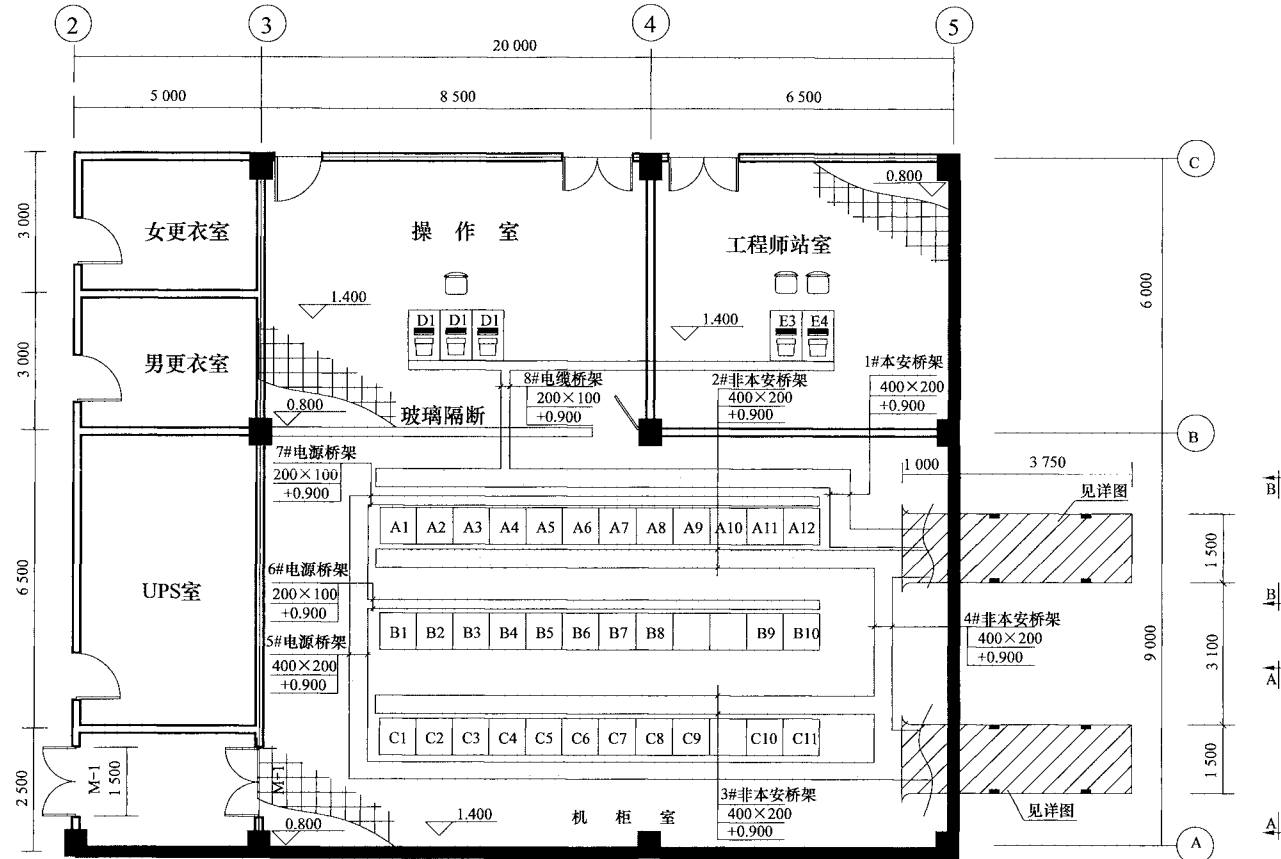 2
3
4
5
20 000
5 000
8 500
6 500
C
0.800
3 000
女更衣室
操 作 室
工程师站室
6 000
1.400
1.400
D1 D1 D1
E3 E4
3 000
男更衣室
8#电缆桥架
200×100
+0.900
2#非本安桥架
400×200
+0.900
1#本安桥架
400×200
+0.900
0.800
玻璃隔断
B
7#电源桥架
200×100
+0.900
1 000
3 750
见详图
B
A1 A2 A3 A4 A5 A6 A7 A8 A9 A10 A11 A12
1 500
6#电源桥架
200×100
+0.900
6 500
UPS室
B
B1 B2 B3 B4 B5 B6 B7 B8 B9 B10
4#非本安桥架
400×200
+0.900
5#电源桥架
400×200
+0.900
9 000
3 100
A
C1 C2 C3 C4 C5 C6 C7 C8 C9 C10 C11
2 500
M-1
1 500
M-1
1 500
3#非本安桥架
400×200
+0.900
见详图
0.800
1.400
机 柜 室
A
A